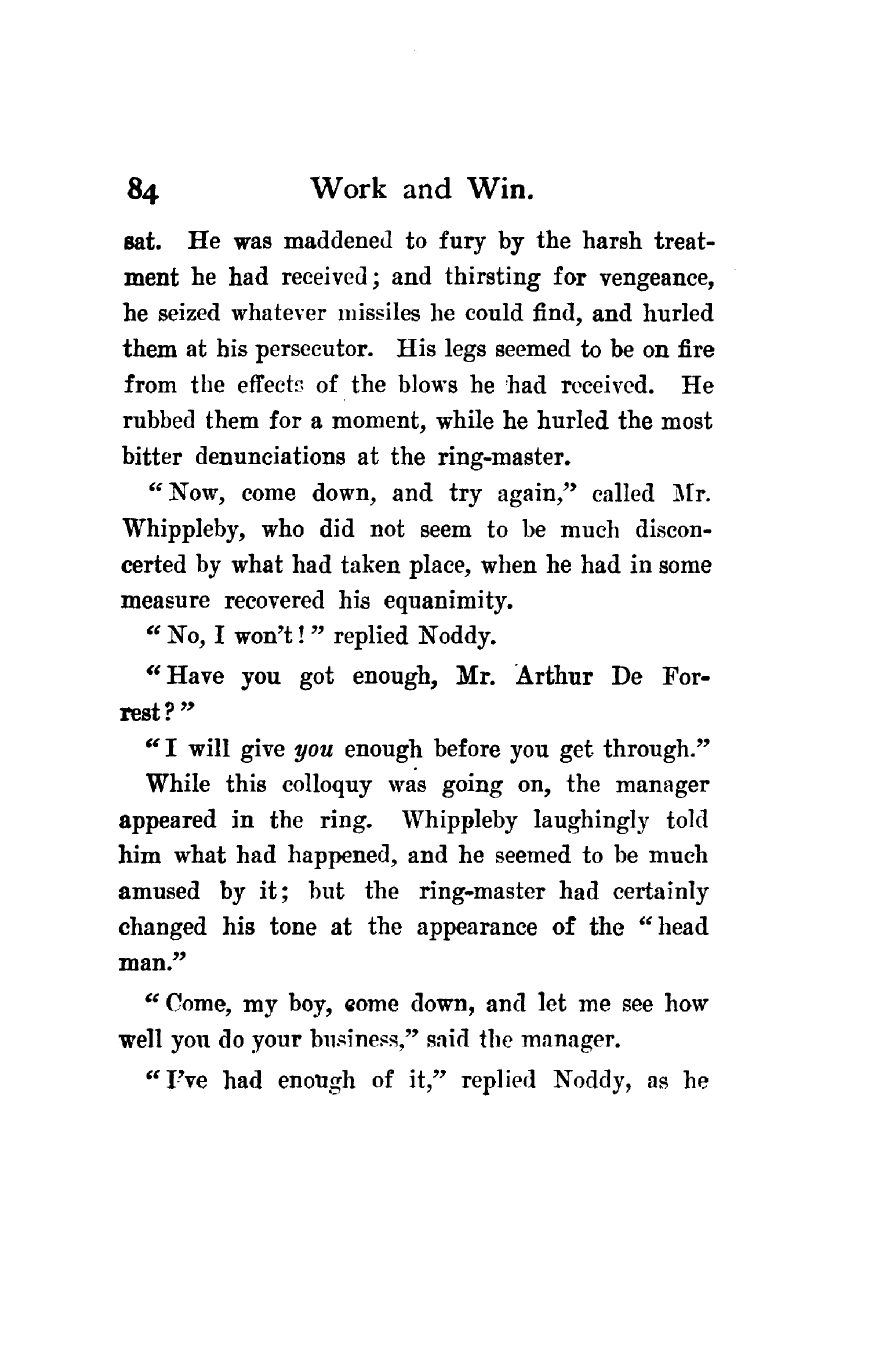 84 Work and Win.
sat. He was maddened to fury by the harsh treat-
ment he had received; and thirsting for vengeance,
he seized whatever missiles he could find, and hurled
them at his persecutor. His legs seemed to be on fire
from the effects of the blows he had received. He
rubbed them for a moment, while he hurled the most
bitter denunciations at the ring-master.
“Now, come down, and try again,” called Mr.
Whippleby, who did not seem to be much discon-
certed by what had taken place, when he had in some
measure recovered his equanimity.
“No, I won’t!” replied Noddy.
“Have you got enough, Mr. Arthur De For-
rest?”
“I will give you enough before you get through.”
While this colloquy was going on, the manager
appeared in the ring. Whippleby laughingly told
him what had happened, and he seemed to be much
amused by it; but the ring-master had certainly
changed his tone at the appearance of the “head
man.”
“Come, my boy, come down, and let me see how
well you do your business,” said the manager.
“I’ve had enough of it,” replied Noddy, as he